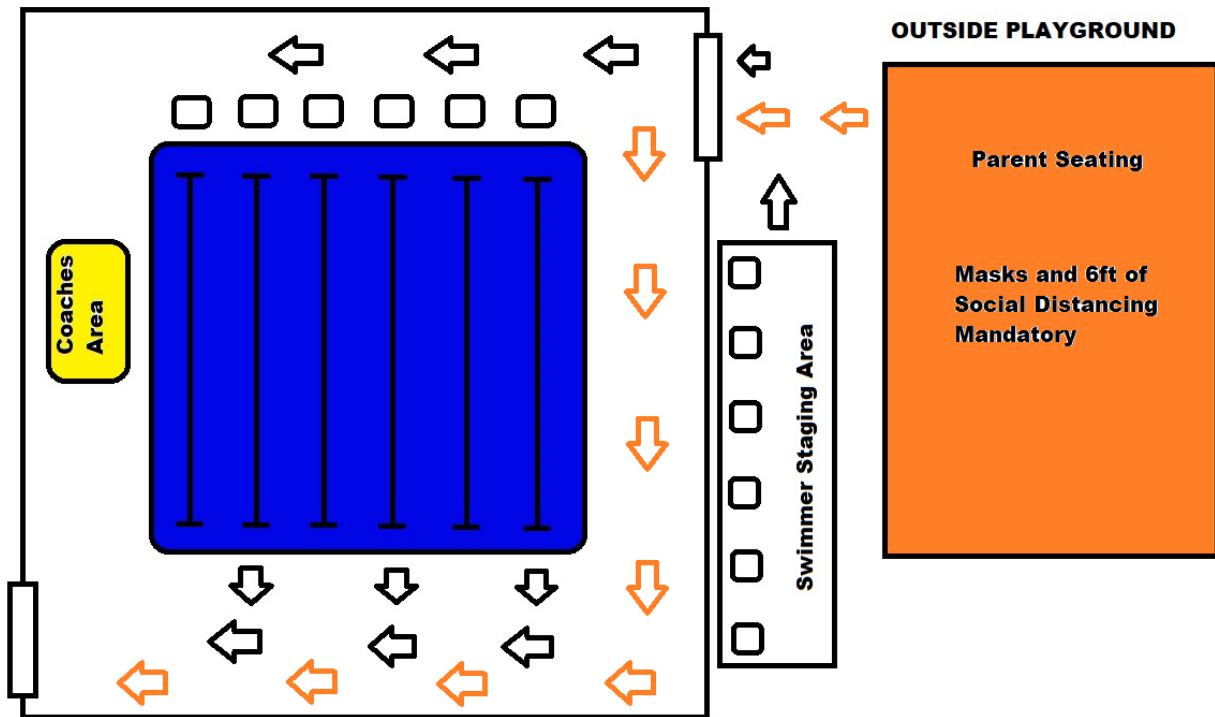 OUTSIDE PLAYGROUND
Parent Seating
Masks and 6ft of
Social Distancing
Mandatory
Coaches
Area
Swimmer Staging Area